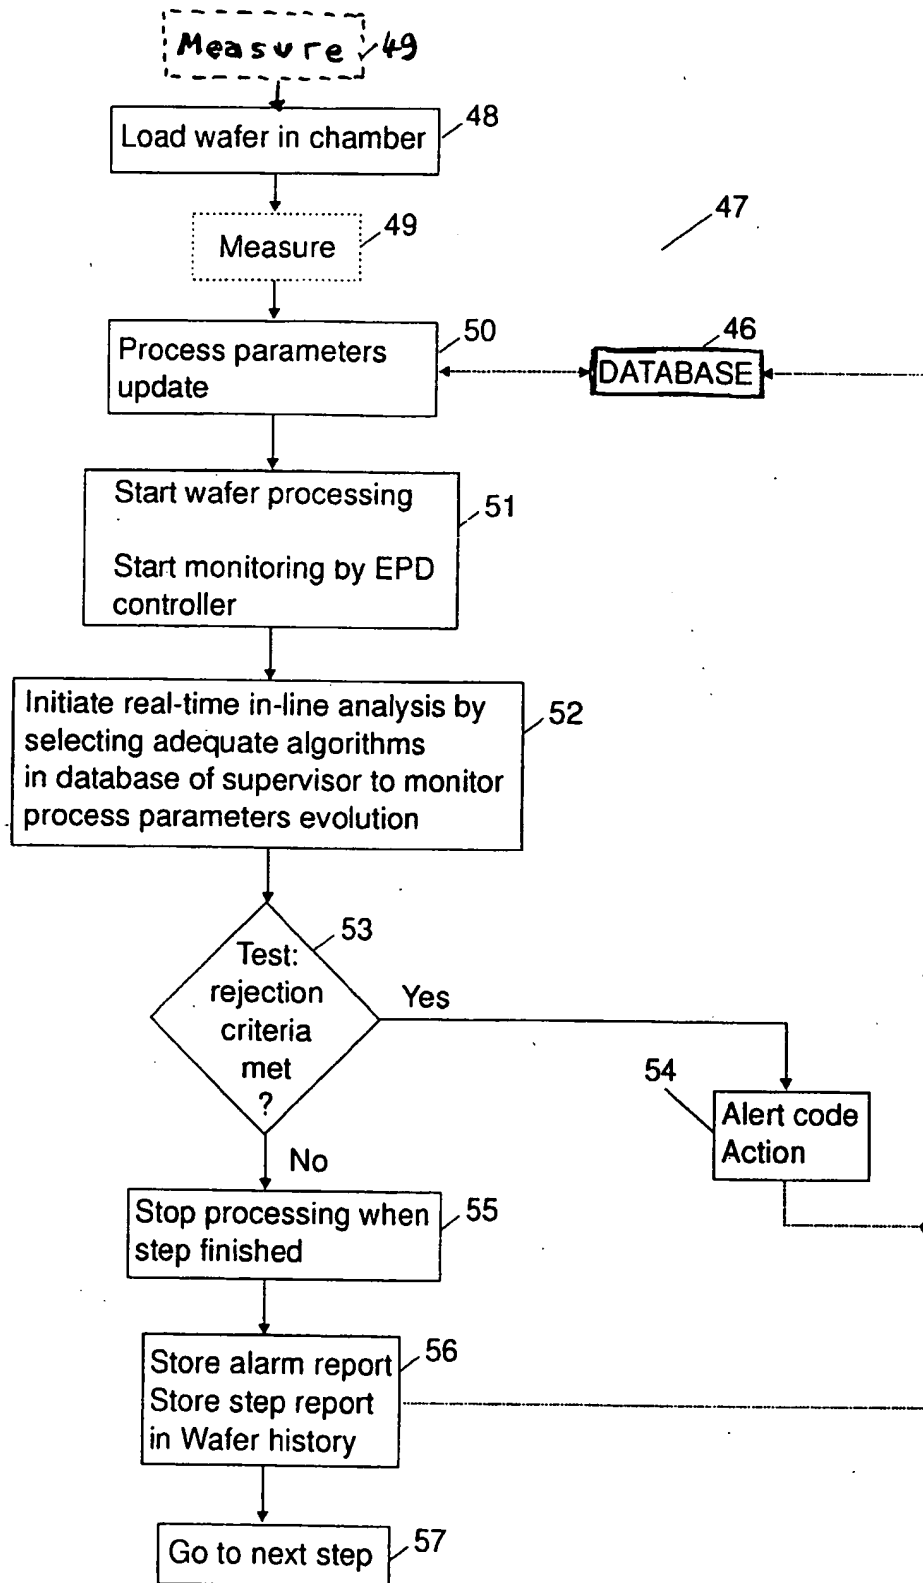 Measure 49
Load wafer in chamber 48
Measure 49
47
Process parameters
update
50
46
DATABASE
Start wafer processing
Start monitoring by EPD
controller
51
Initiate real-time in-line analysis by
selecting adequate algorithms
in database of supervisor to monitor
process parameters evolution
52
Test:
rejection
criteria
met
?
53
Yes
No
54
Alert code
Action
Stop processing when
step finished
55
Store alarm report
Store step report
in Wafer history
56
Go to next step 57